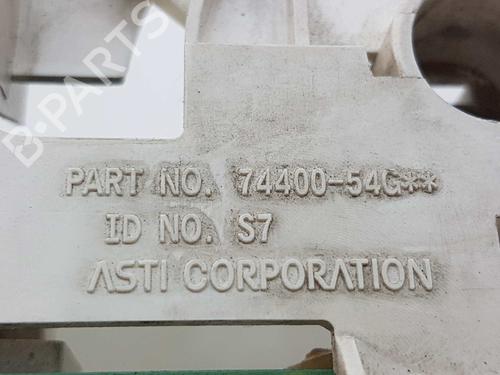 B-PARTS
PART NO. 74400-54G**
ID NO. S7
ASTI CORPORATION